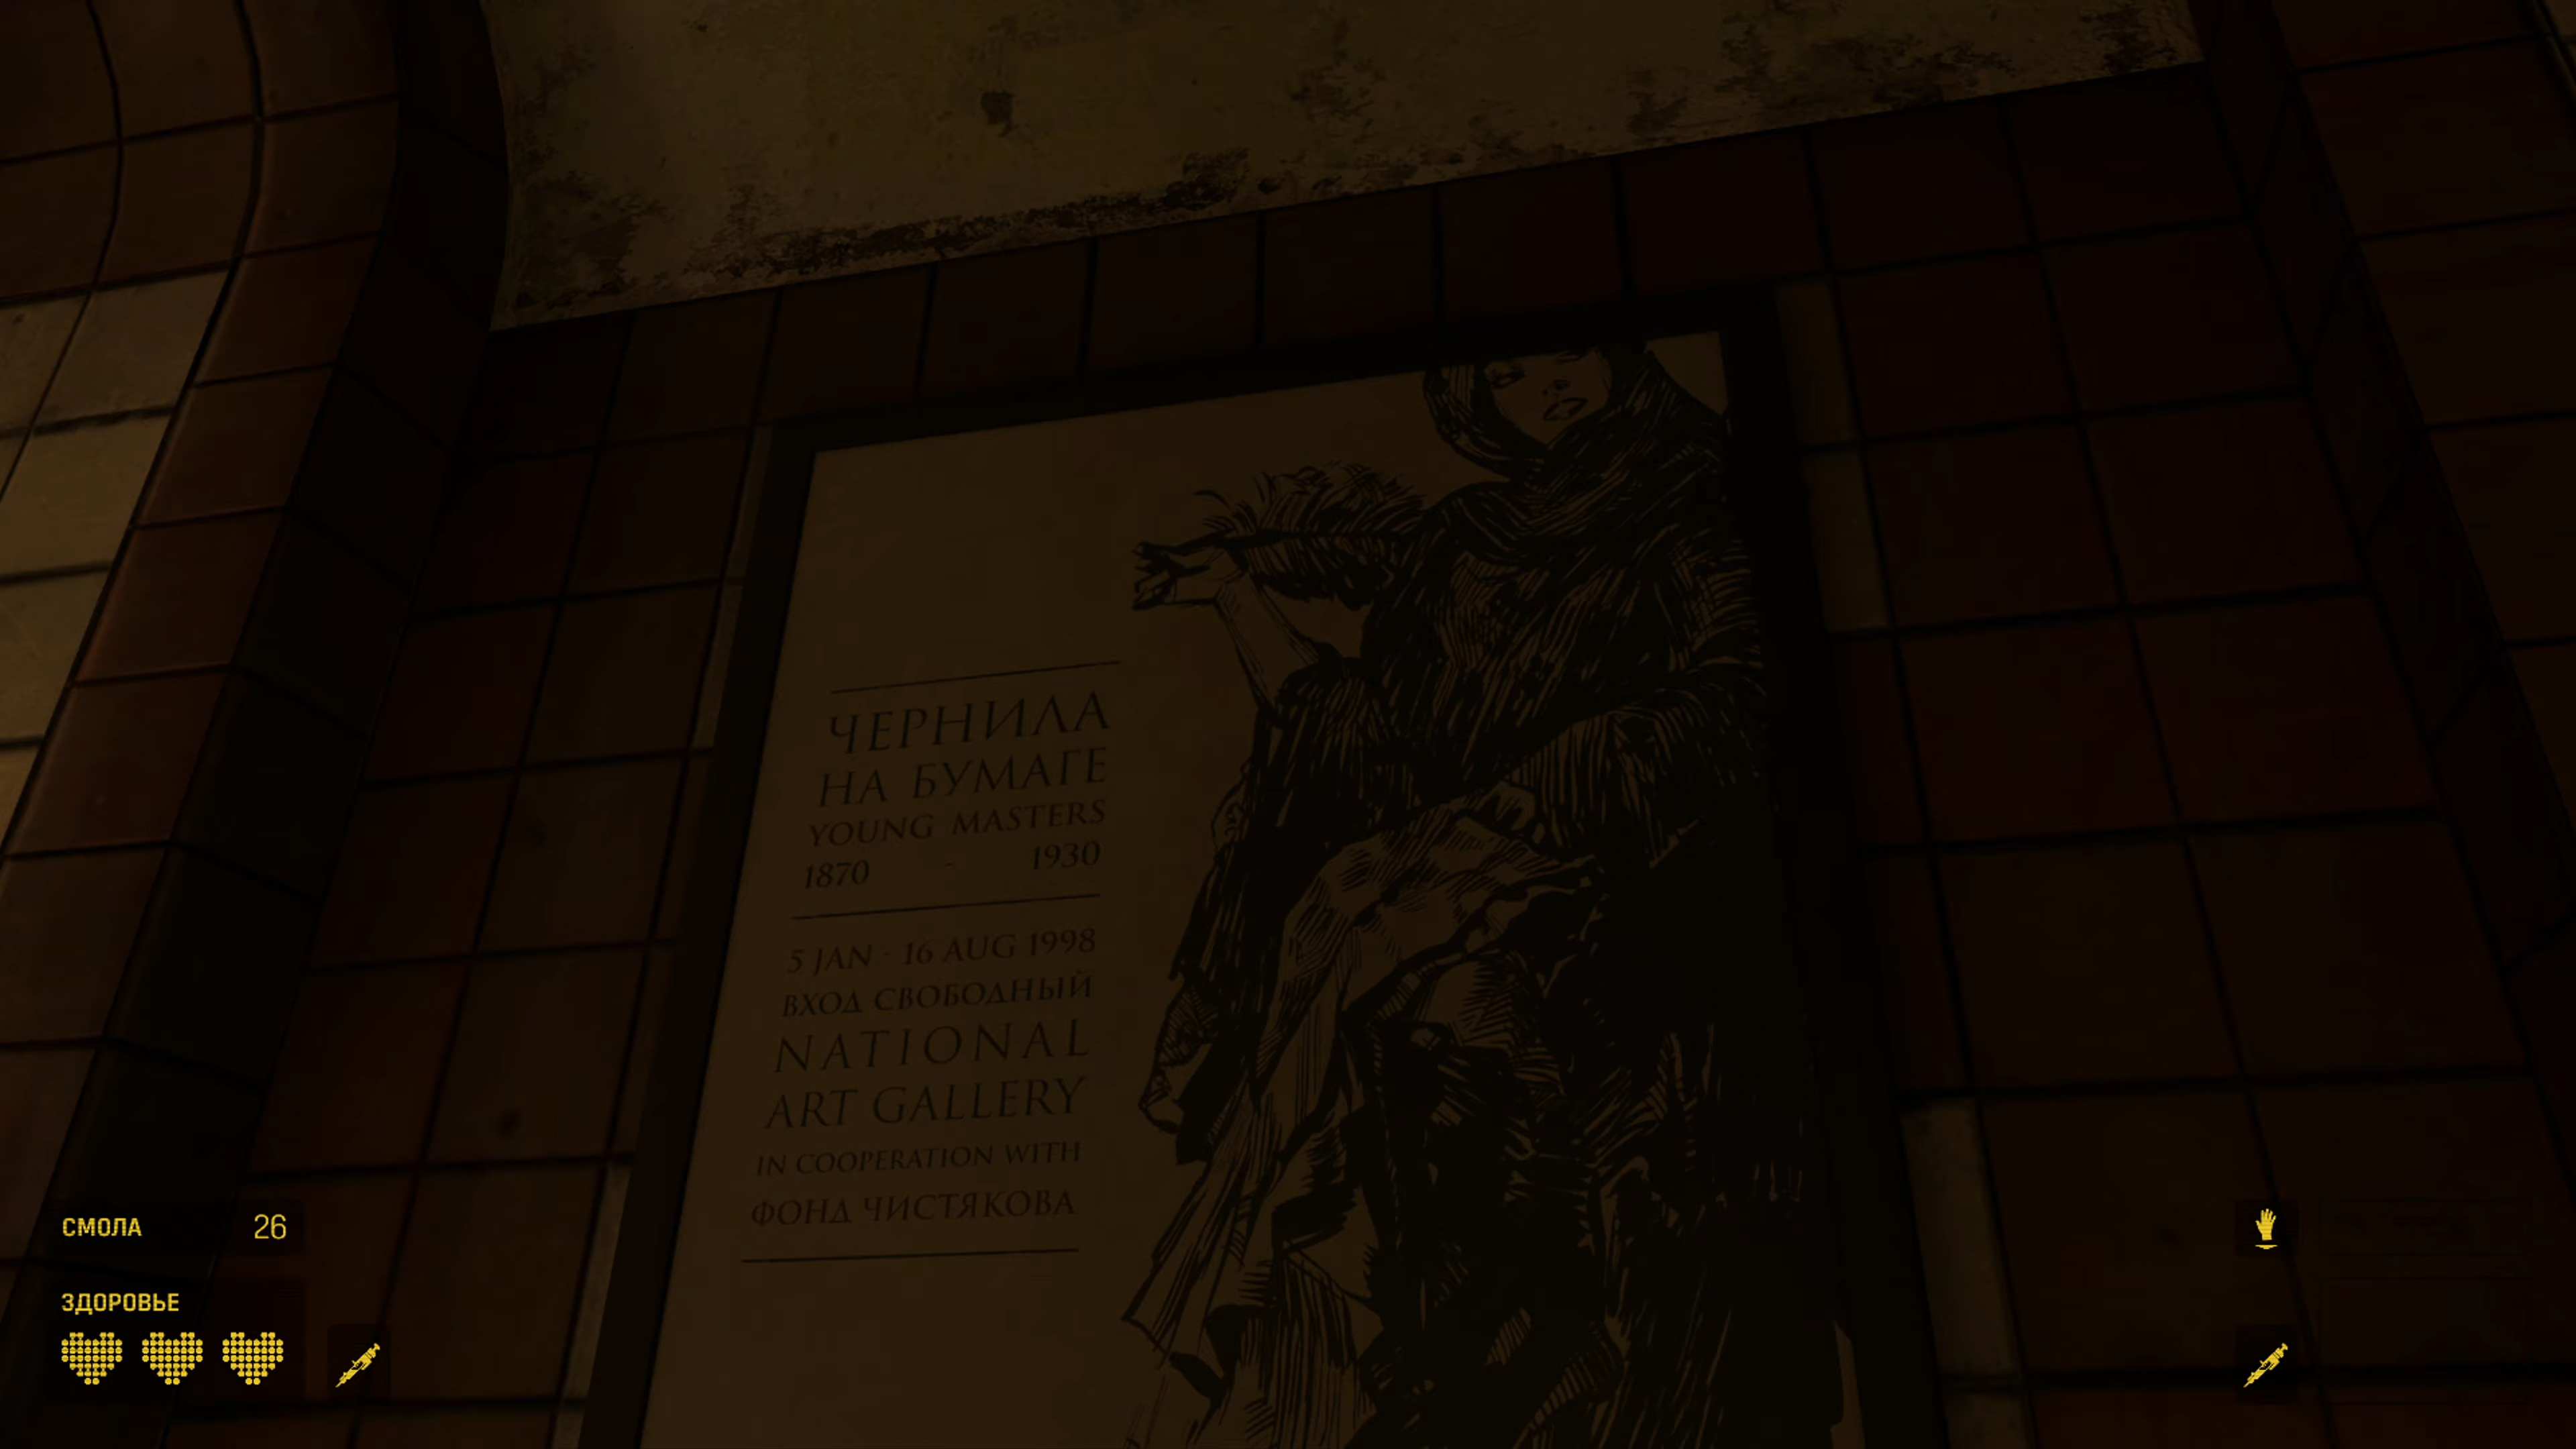 ЧЕРНИЛА
НА БУМАГЕ
YOUNG MASTERS
1870 - 1930
5 JAN - 16 AUG 1998
ВХОД СВОБОДНЫЙ
NATIONAL
ART GALLERY
IN COOPERATION WITH
ФОНД ЧИСТЯКОВА
СМОЛА 26
ЗДОРОВЬЕ